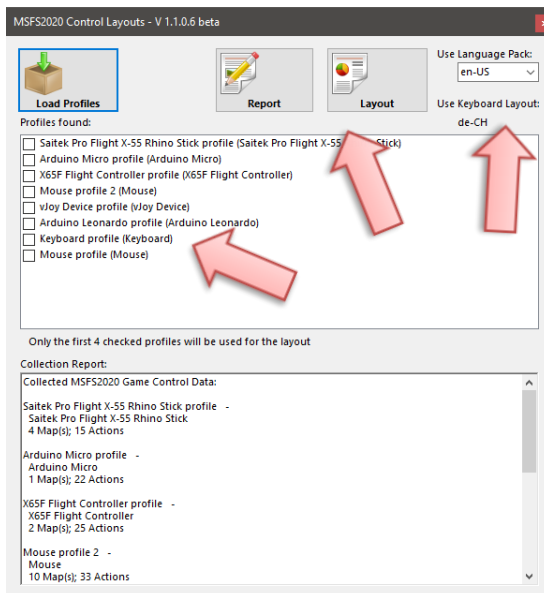 MSFS2020 Control Layouts - V 1.1.0.6 beta
Load Profiles
Report
Layout
Use Language Pack:
en-US
Use Keyboard Layout:
de-CH
Profiles found:
Saitek Pro Flight X-55 Rhino Stick profile (Saitek Pro Flight X-55 Stick)
Arduino Micro profile (Arduino Micro)
X65F Flight Controller profile (X65F Flight Controller)
Mouse profile 2 (Mouse)
vJoy Device profile (vJoy Device)
Arduino Leonardo profile (Arduino Leonardo)
Keyboard profile (Keyboard)
Mouse profile (Mouse)
Only the first 4 checked profiles will be used for the layout
Collection Report:
Collected MSFS2020 Game Control Data:
Saitek Pro Flight X-55 Rhino Stick profile -
Saitek Pro Flight X-55 Rhino Stick
4 Map(s); 15 Actions
Arduino Micro profile -
Arduino Micro
1 Map(s); 22 Actions
X65F Flight Controller profile -
X65F Flight Controller
2 Map(s); 25 Actions
Mouse profile 2 -
Mouse
10 Map(s); 33 Actions